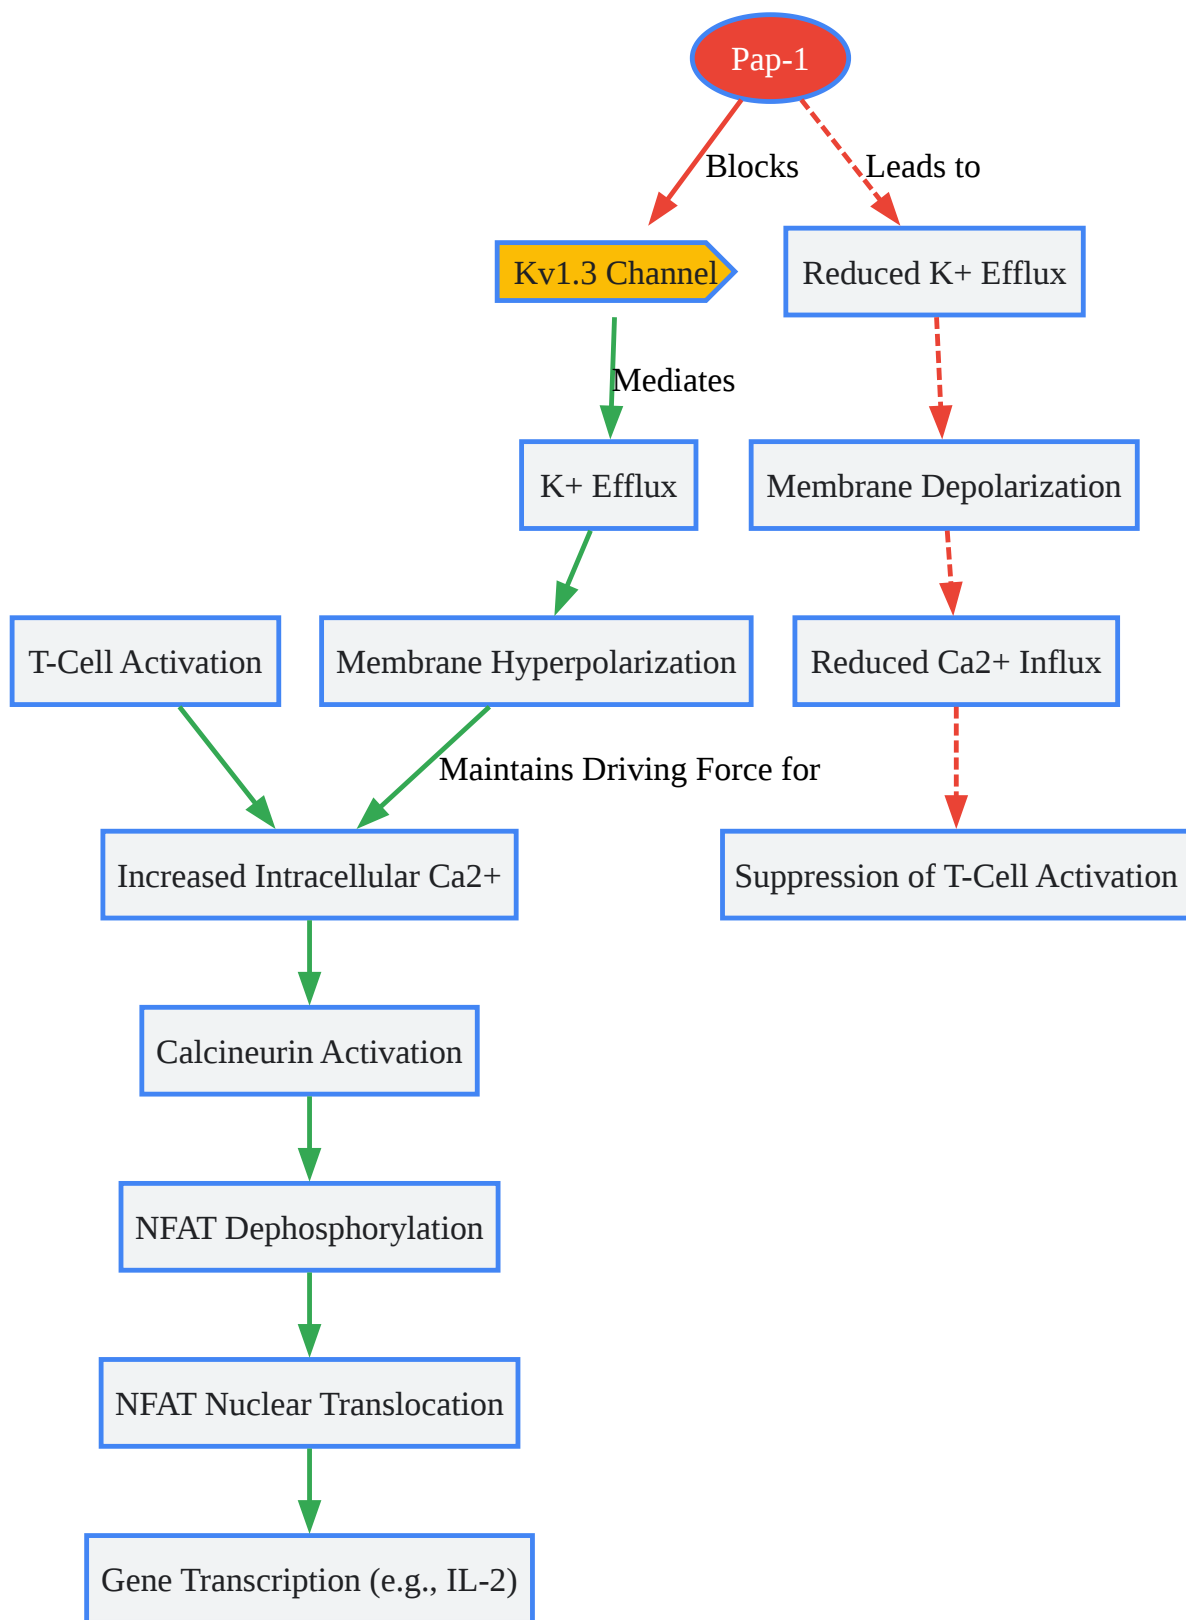 Pap-1
Blocks
Leads to
Kv1.3 Channel
Reduced K+ Efflux
Mediates
K+ Efflux
Membrane Depolarization
T-Cell Activation
Membrane Hyperpolarization
Reduced Ca2+ Influx
Maintains Driving Force for
Increased Intracellular Ca2+
Suppression of T-Cell Activation
Calcineurin Activation
NFAT Dephosphorylation
NFAT Nuclear Translocation
Gene Transcription (e.g., IL-2)